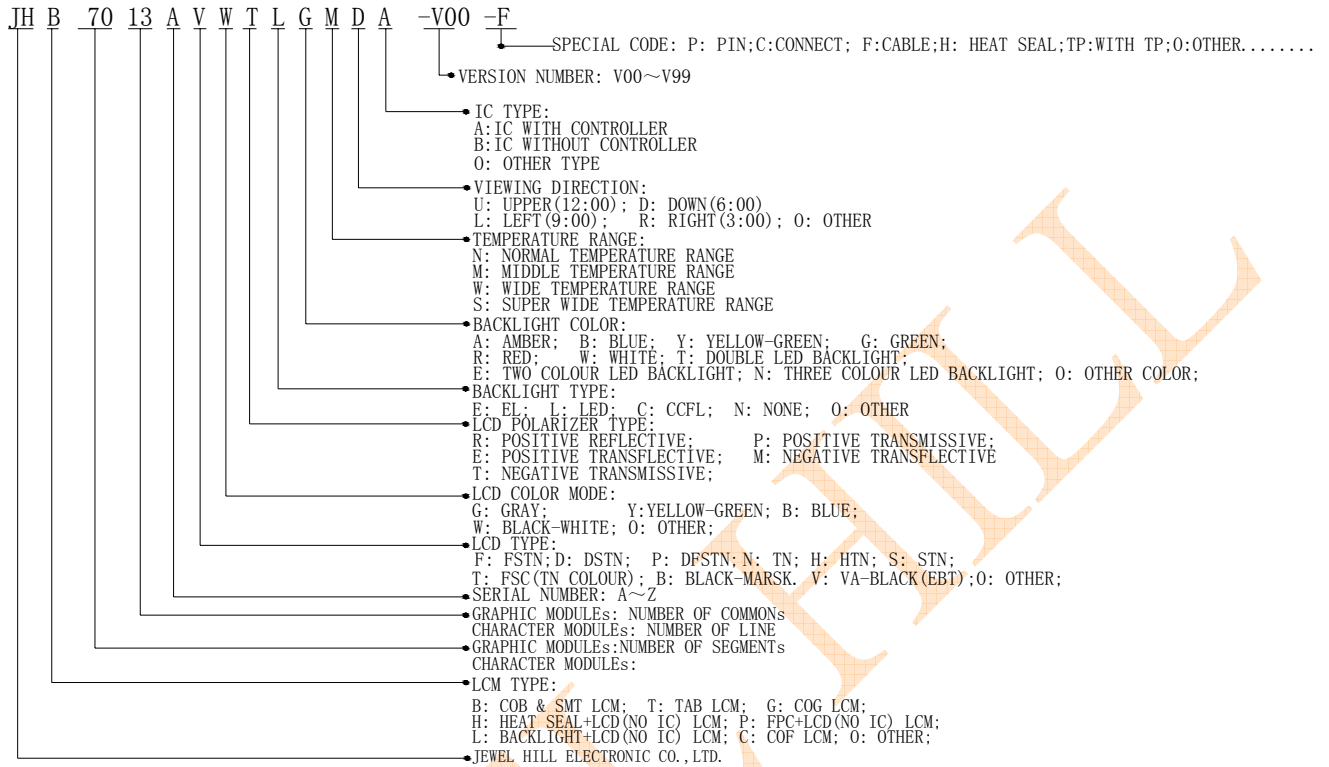 JH B 70 13 A V W T L G M D A -V00 -F
SPECIAL CODE: P: PIN;C:CONNECT; F:CABLE;H: HEAT SEAL;TP:WITH TP;O:OTHER........
VERSION NUMBER: V00～V99
IC TYPE:
A:IC WITH CONTROLLER
B:IC WITHOUT CONTROLLER
O: OTHER TYPE
VIEWING DIRECTION:
U: UPPER(12:00); D: DOWN(6:00)
L: LEFT(9:00); R: RIGHT(3:00); O: OTHER
TEMPERATURE RANGE:
N: NORMAL TEMPERATURE RANGE
M: MIDDLE TEMPERATURE RANGE
W: WIDE TEMPERATURE RANGE
S: SUPER WIDE TEMPERATURE RANGE
BACKLIGHT COLOR:
A: AMBER; B: BLUE; Y: YELLOW-GREEN; G: GREEN;
R: RED; W: WHITE; T: DOUBLE LED BACKLIGHT;
E: TWO COLOUR LED BACKLIGHT; N: THREE COLOUR LED BACKLIGHT; O: OTHER COLOR;
BACKLIGHT TYPE:
E: EL; L: LED; C: CCFL; N: NONE; O: OTHER
LCD POLARIZER TYPE:
R: POSITIVE REFLECTIVE; P: POSITIVE TRANSMISSIVE;
E: POSITIVE TRANSFLECTIVE; M: NEGATIVE TRANSFLECTIVE
T: NEGATIVE TRANSMISSIVE;
LCD COLOR MODE:
G: GRAY; Y:YELLOW-GREEN; B: BLUE;
W: BLACK-WHITE; O: OTHER;
LCD TYPE:
F: FSTN;D: DSTN; P: DFSTN;N: TN; H: HTN; S: STN;
T: FSC(TN COLOUR); B: BLACK-MARSK. V: VA-BLACK(EBT);O: OTHER;
SERIAL NUMBER: A～Z
GRAPHIC MODULEs: NUMBER OF COMMONs
CHARACTER MODULEs: NUMBER OF LINE
GRAPHIC MODULEs:NUMBER OF SEGMENTs
CHARACTER MODULEs:
LCM TYPE:
B: COB & SMT LCM; T: TAB LCM; G: COG LCM;
H: HEAT SEAL+LCD(NO IC) LCM; P: FPC+LCD(NO IC) LCM;
L: BACKLIGHT+LCD(NO IC) LCM; C: COF LCM; O: OTHER;
JEWEL HILL ELECTRONIC CO.,LTD.
HILL